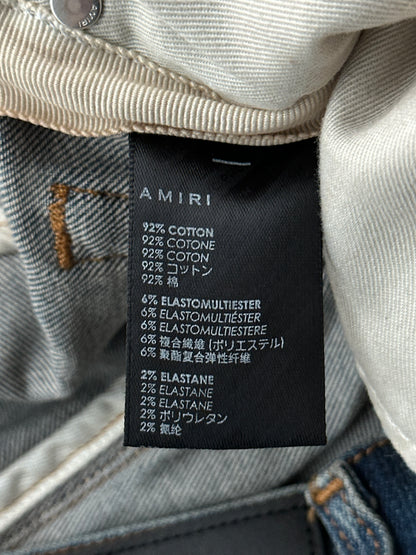 AMIRI
AMIRI
92% COTTON
92% COTONE
92% COTON
92% コットン
92% 棉
6% ELASTOMULTIESTER
6% ELASTOMULTIÉSTER
6% ELASTOMULTIESTERE
6% 複合繊維 (ポリエステル)
6% 聚酯复合弹性纤维
2% ELASTANE
2% ELASTANE
2% ELASTANE
2% ポリウレタン
2% 氨纶